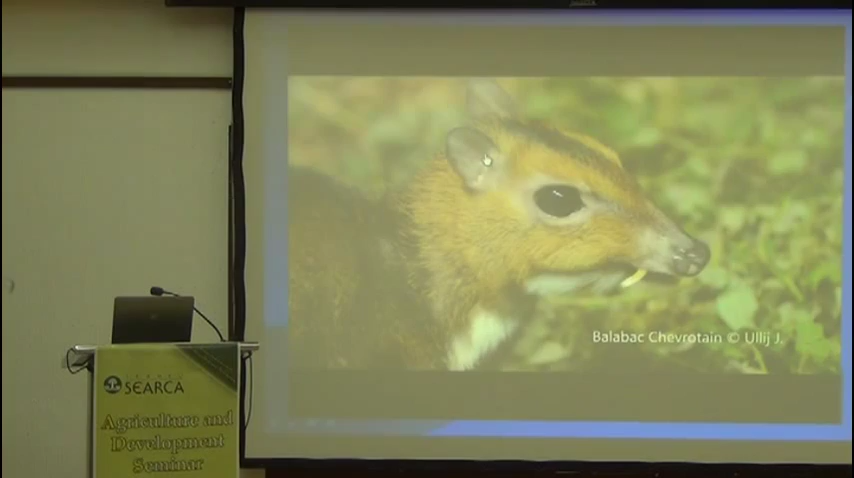 Balabac Chevrotain © Ullij J.
SEARCA
Agriculture and
Development
Seminar